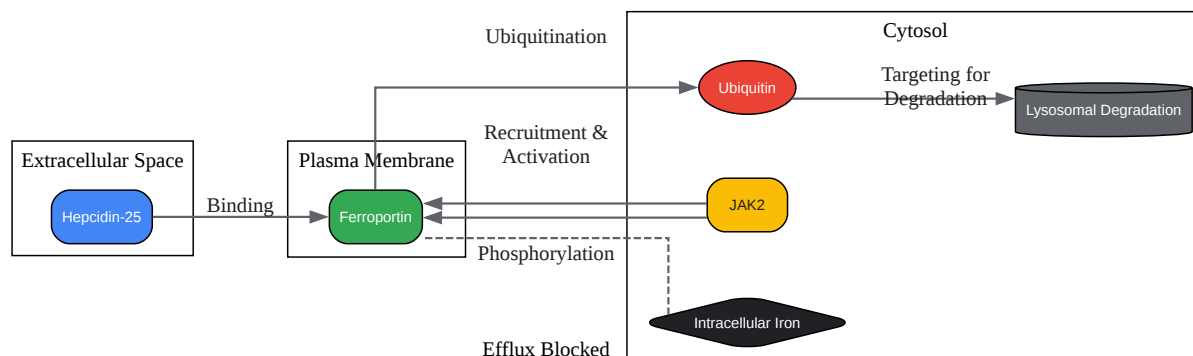 Ubiquitination
Cytosol
Ubiquitin
Targeting for
Degradation
Lysosomal Degradation
Recruitment &
Activation
Extracellular Space
Plasma Membrane
Hepcidin-25
Binding
Ferroportin
JAK2
Phosphorylation
Intracellular Iron
Efflux Blocked